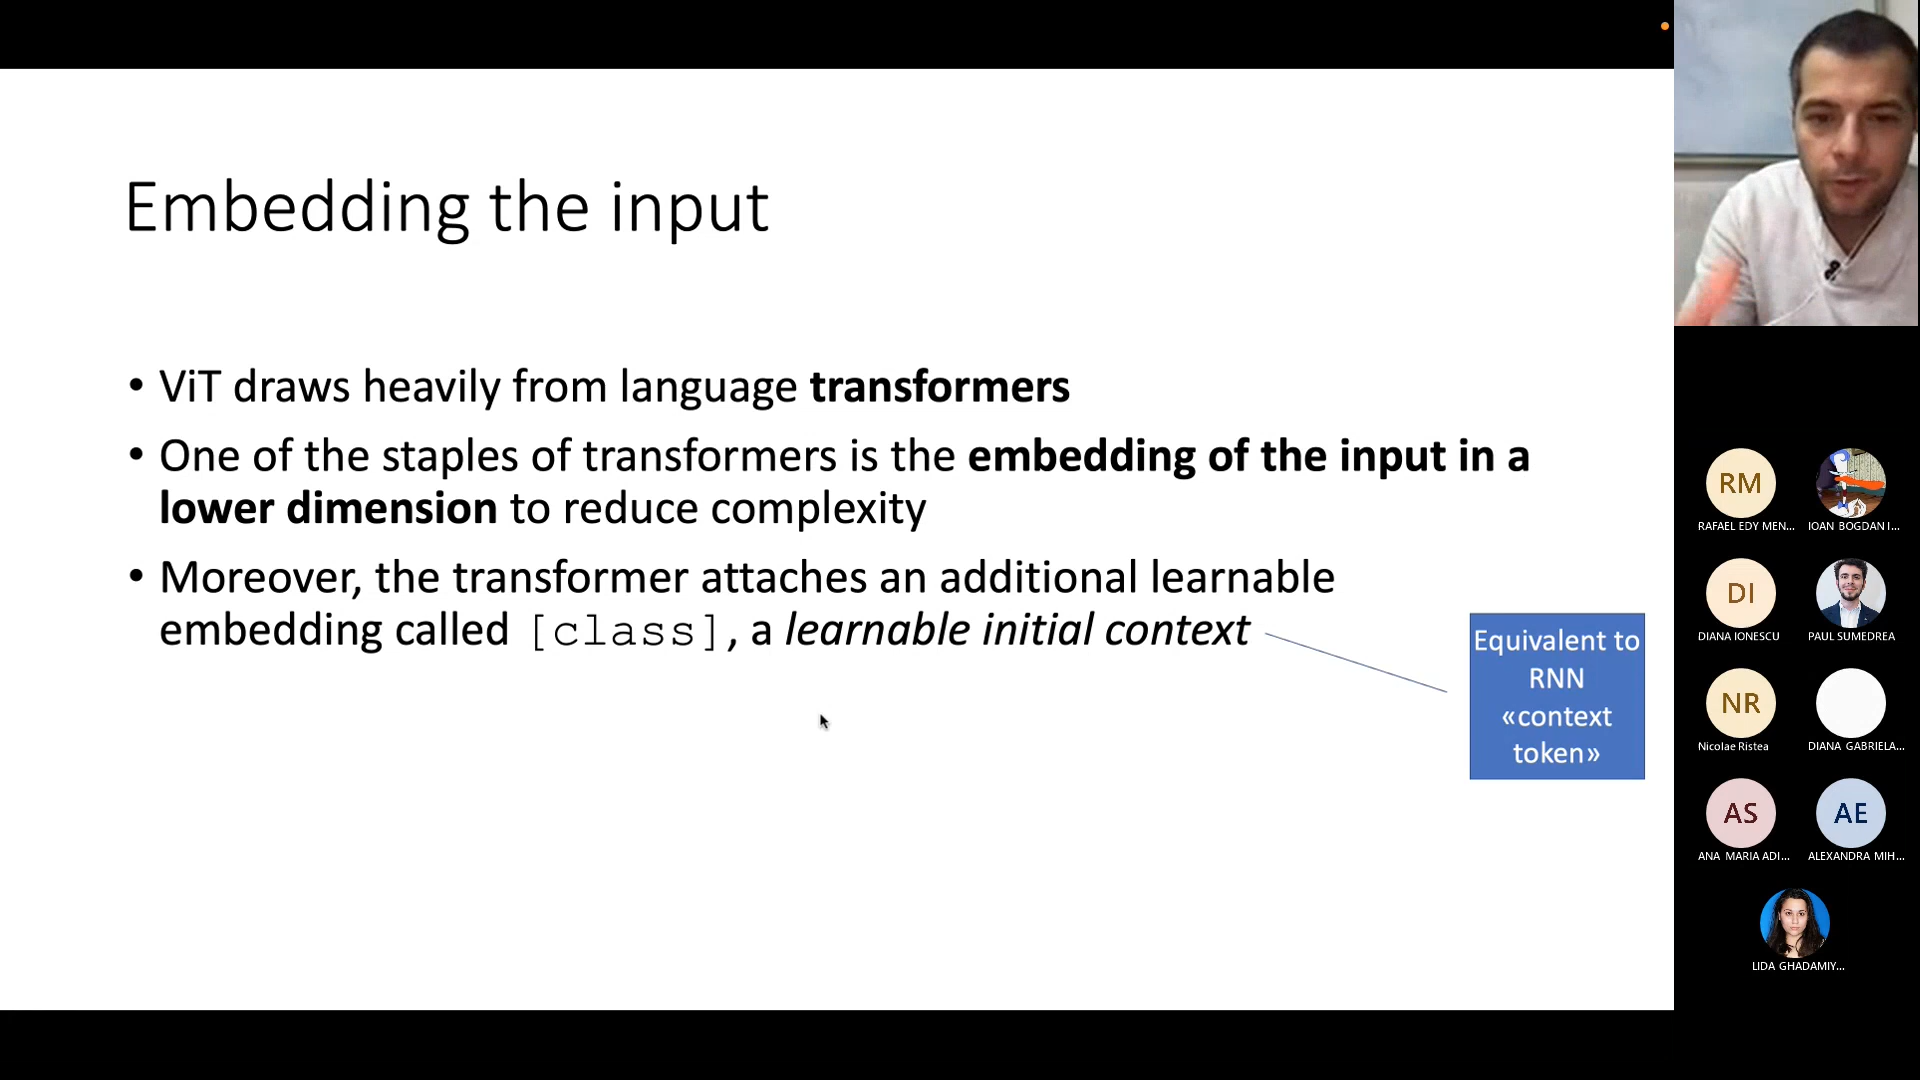 Embedding the input
• ViT draws heavily from language transformers
• One of the staples of transformers is the embedding of the input in a
lower dimension to reduce complexity
• Moreover, the transformer attaches an additional learnable
embedding called [class], a learnable initial context
Equivalent to
RNN
«context
token»
RM
RAFAEL EDY MEN...
IOAN BOGDAN I...
DI
DIANA IONESCU
PAUL SUMEDREA
NR
Nicolae Ristea
DIANA GABRIELA...
AS
ANA MARIA ADI...
AE
ALEXANDRA MIH...
LIDA GHADAMIY...